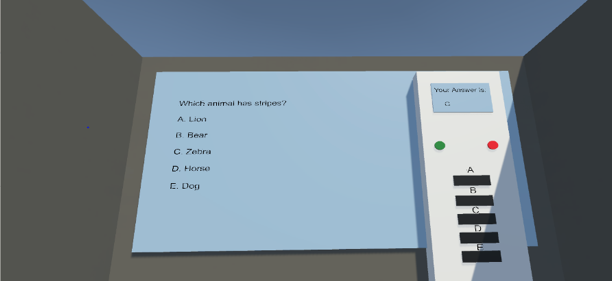 Which animal has stripes?
A. Lion
B. Bear
C. Zebra
D. Horse
E. Dog
Your Answer is:
C
A
B
C
D
E